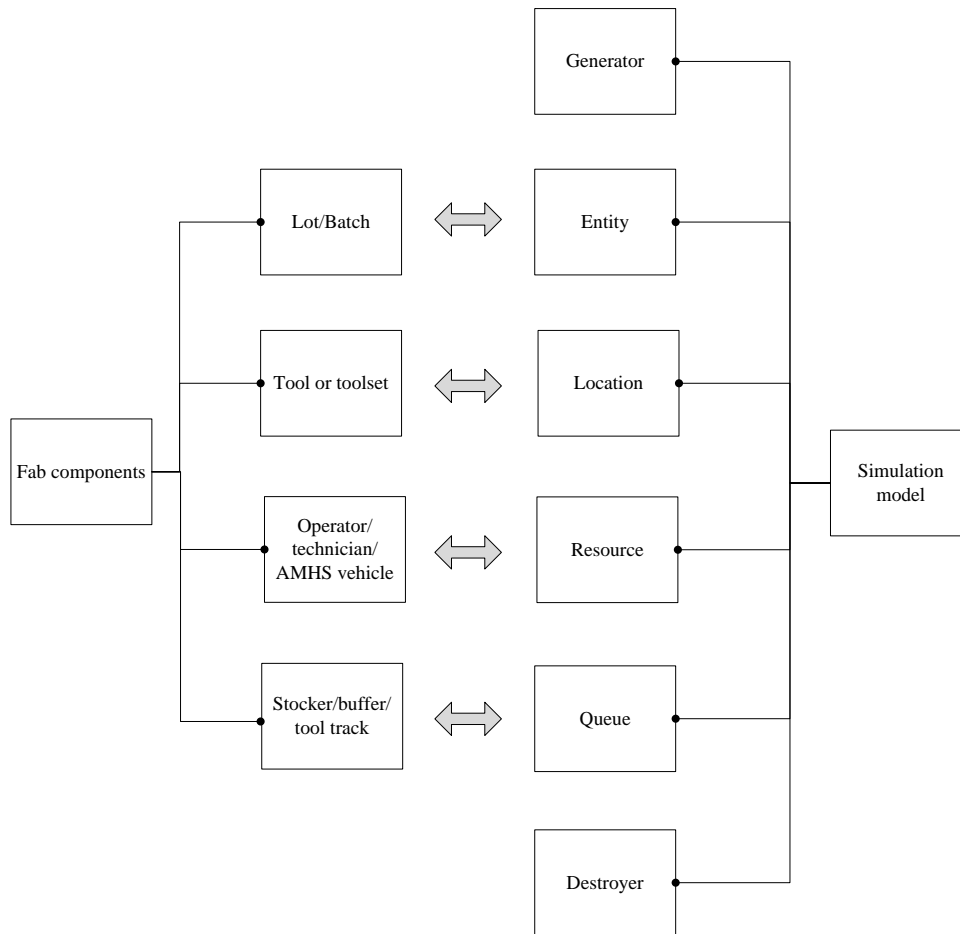 Generator
Lot/Batch
Entity
Tool or toolset
Location
Fab components
Simulation
model
Operator/
technician/
AMHS vehicle
Resource
Stocker/buffer/
tool track
Queue
Destroyer